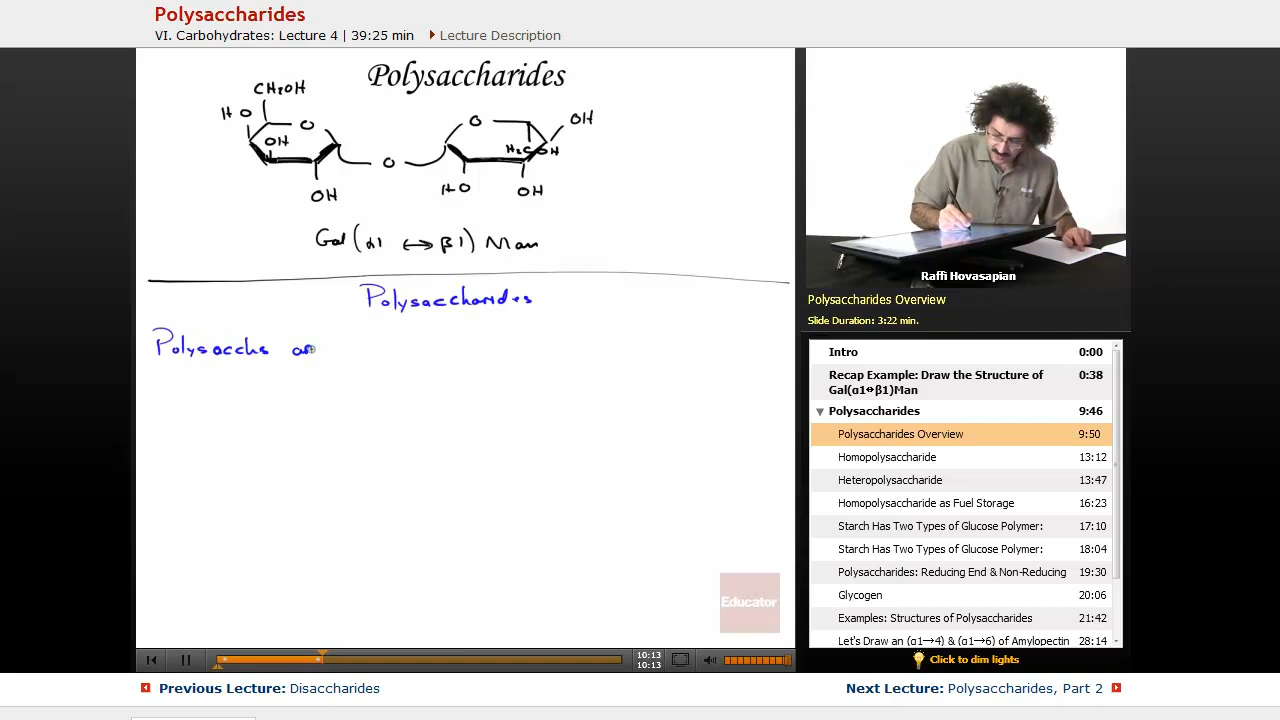 Polysaccharides
VI. Carbohydrates: Lecture 4 | 39:25 min
Lecture Description
Polysaccharides
CH2OH
HO
O
OH
OH
O
O
OH
H2COH
HO
OH
Gal (α1 ↔ β1) Man
Polysaccharides
Polysacchs ar
Educator
10:13
10:13
Raffi Hovasapian
Polysaccharides Overview
Slide Duration: 3:22 min.
Intro 0:00
Recap Example: Draw the Structure of 0:38
Gal(α1↔β1)Man
Polysaccharides 9:46
Polysaccharides Overview 9:50
Homopolysaccharide 13:12
Heteropolysaccharide 13:47
Homopolysaccharide as Fuel Storage 16:23
Starch Has Two Types of Glucose Polymer: 17:10
Starch Has Two Types of Glucose Polymer: 18:04
Polysaccharides: Reducing End & Non-Reducing 19:30
Glycogen 20:06
Examples: Structures of Polysaccharides 21:42
Let's Draw an (α1→4) & (α1→6) of Amylopectin 28:14
Click to dim lights
Previous Lecture: Disaccharides
Next Lecture: Polysaccharides, Part 2